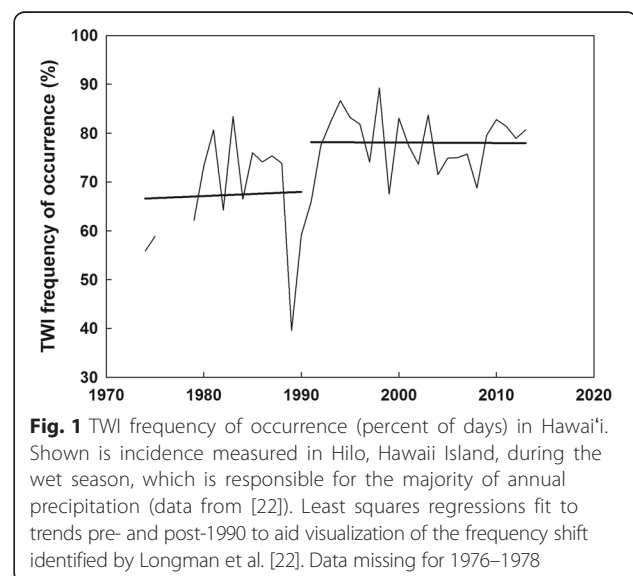 100
90
80
70
60
50
40
30
TWI frequency of occurrence (%)
1970 1980 1990 2000 2010 2020
Fig. 1 TWI frequency of occurrence (percent of days) in Hawaiʻi.
Shown is incidence measured in Hilo, Hawaii Island, during the
wet season, which is responsible for the majority of annual
precipitation (data from [22]). Least squares regressions fit to
trends pre- and post-1990 to aid visualization of the frequency shift
identified by Longman et al. [22]. Data missing for 1976–1978